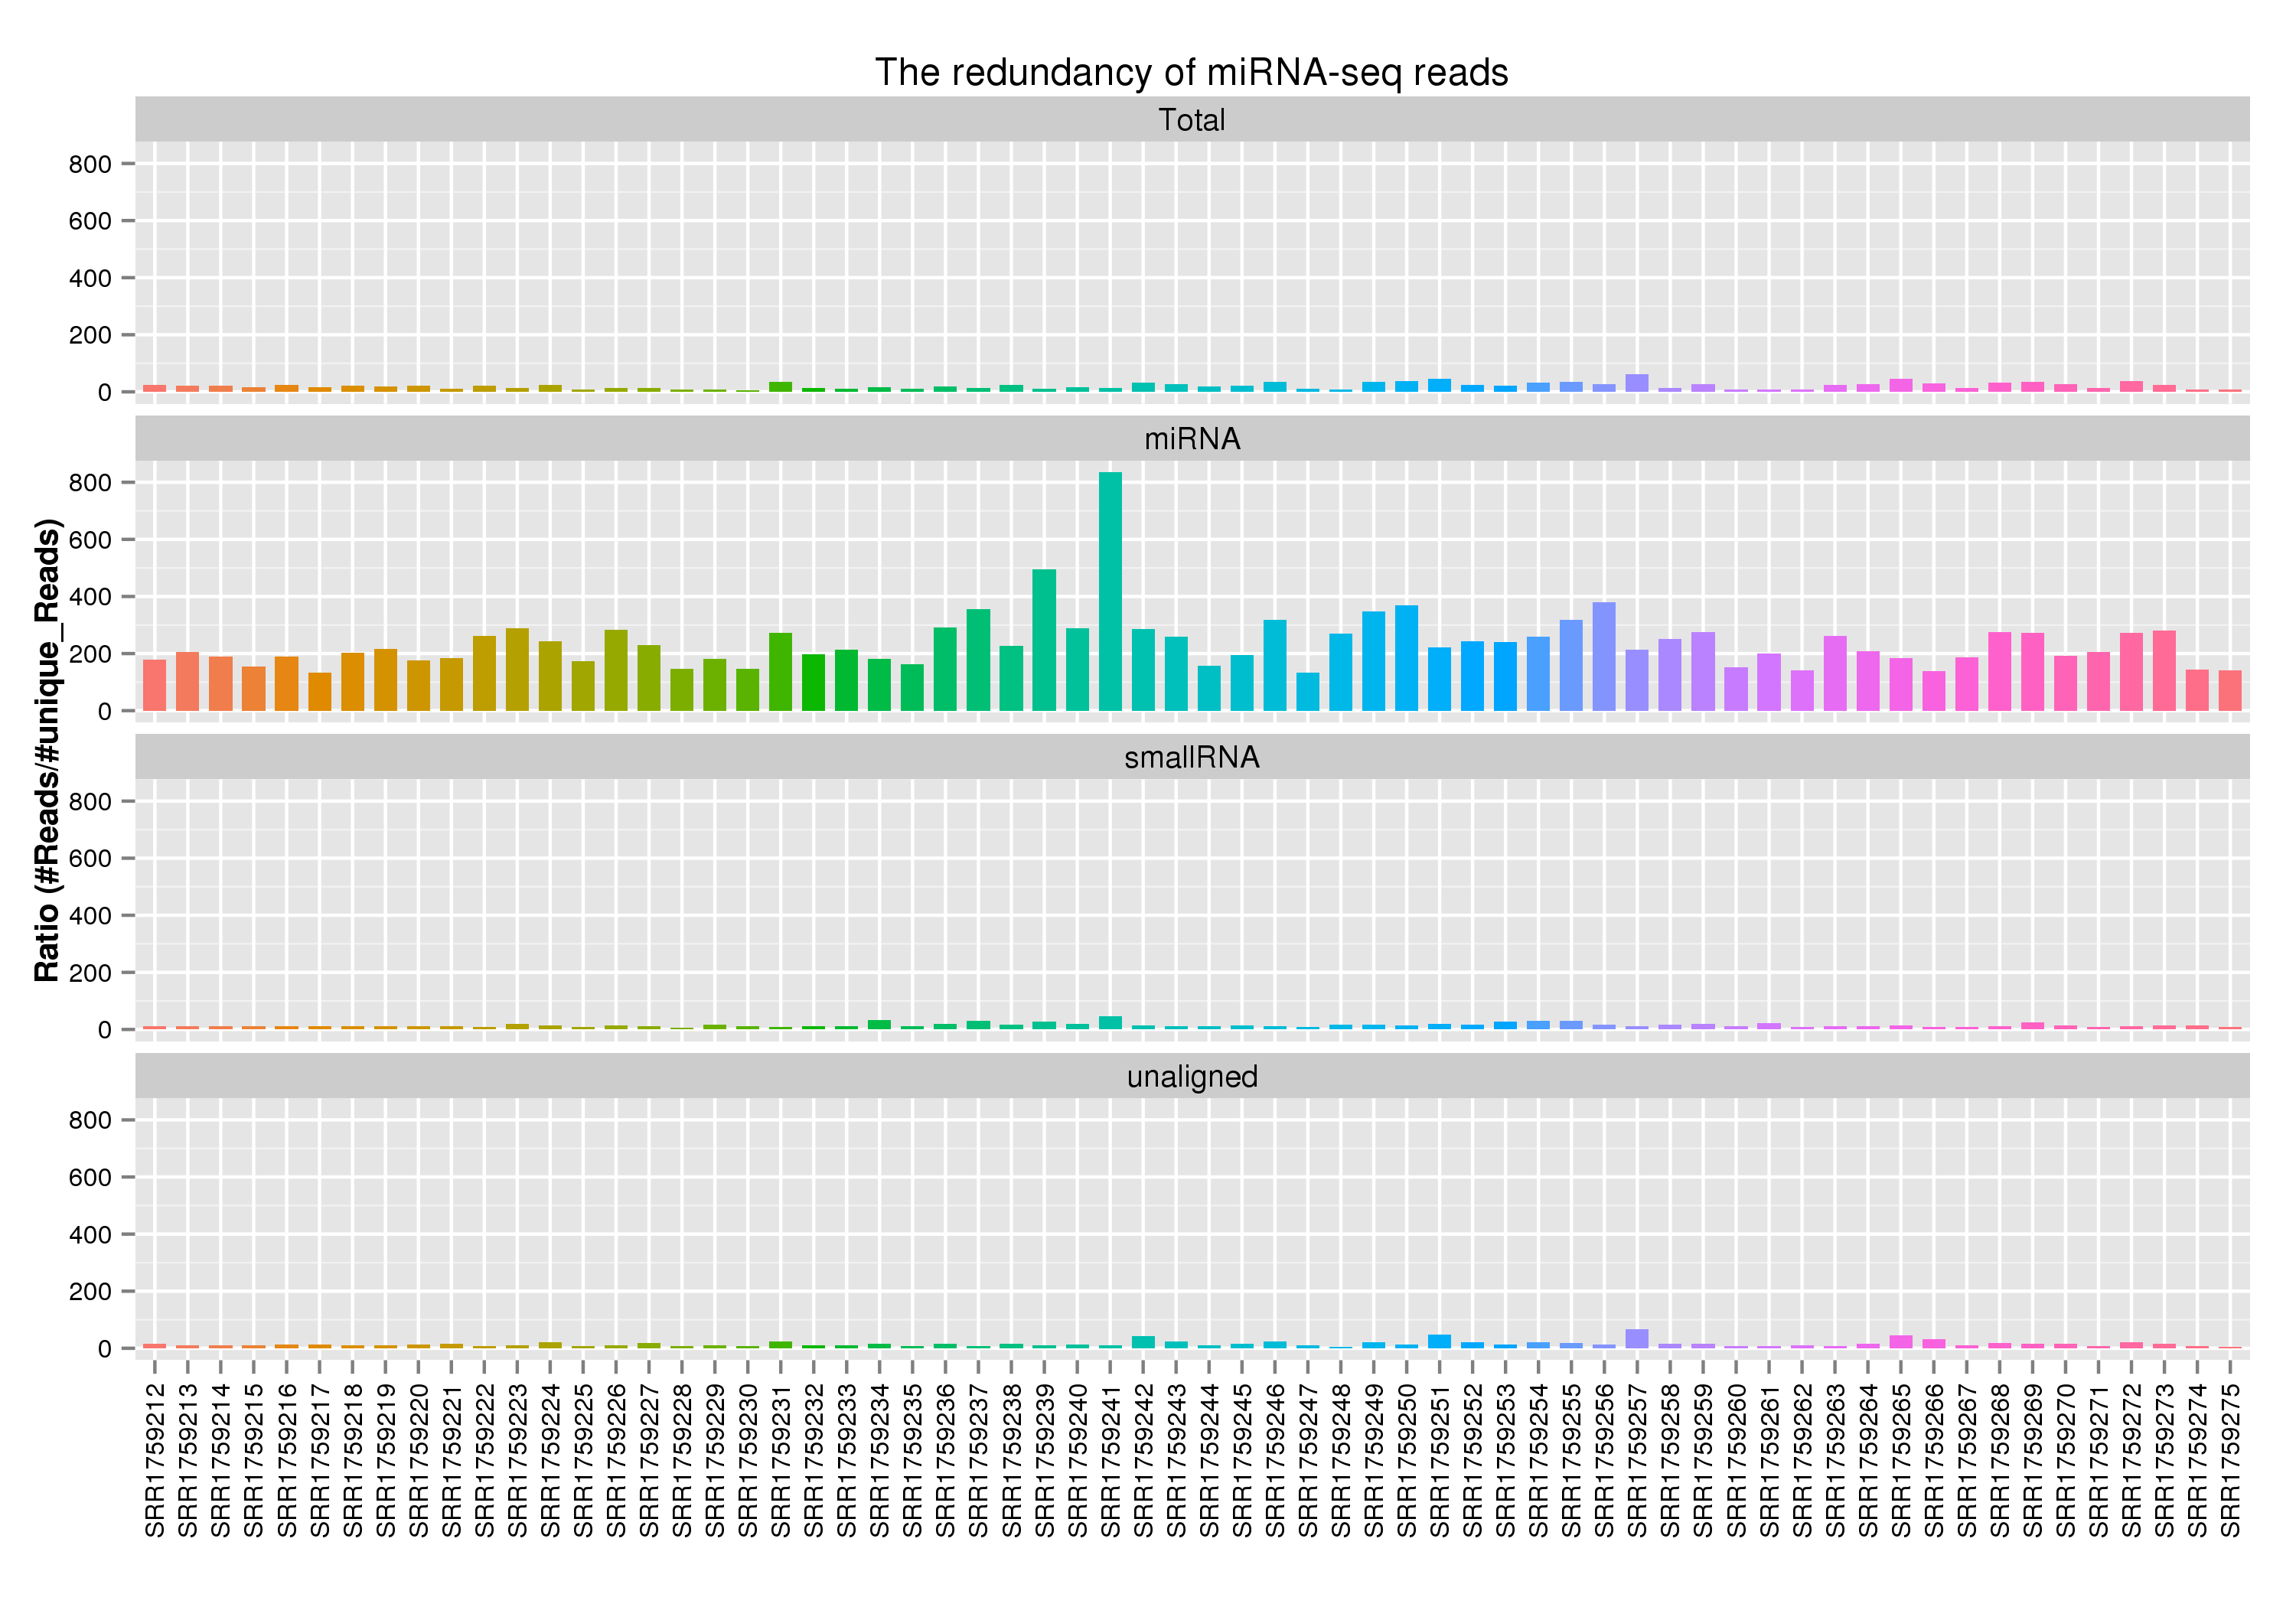 The redundancy of miRNA-seq reads
Ratio (#Reads/#unique_Reads)
Total
800
600
400
200
0
miRNA
800
600
400
200
0
smallRNA
800
600
400
200
0
unaligned
800
600
400
200
0
SRR1759212
SRR1759213
SRR1759214
SRR1759215
SRR1759216
SRR1759217
SRR1759218
SRR1759219
SRR1759220
SRR1759221
SRR1759222
SRR1759223
SRR1759224
SRR1759225
SRR1759226
SRR1759227
SRR1759228
SRR1759229
SRR1759230
SRR1759231
SRR1759232
SRR1759233
SRR1759234
SRR1759235
SRR1759236
SRR1759237
SRR1759238
SRR1759239
SRR1759240
SRR1759241
SRR1759242
SRR1759243
SRR1759244
SRR1759245
SRR1759246
SRR1759247
SRR1759248
SRR1759249
SRR1759250
SRR1759251
SRR1759252
SRR1759253
SRR1759254
SRR1759255
SRR1759256
SRR1759257
SRR1759258
SRR1759259
SRR1759260
SRR1759261
SRR1759262
SRR1759263
SRR1759264
SRR1759265
SRR1759266
SRR1759267
SRR1759268
SRR1759269
SRR1759270
SRR1759271
SRR1759272
SRR1759273
SRR1759274
SRR1759275